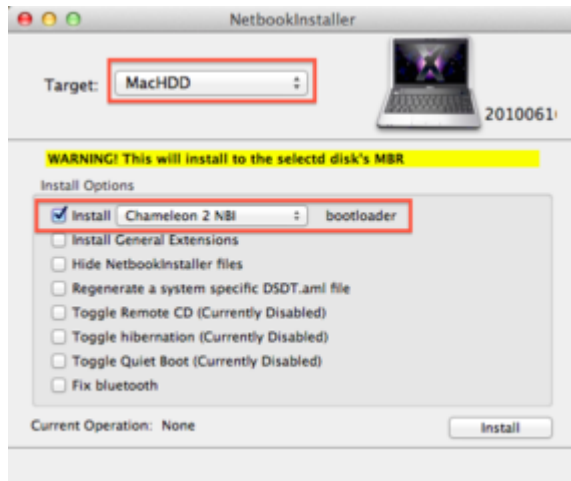 NetbookInstaller
Target: MacHDD
20100616
WARNING! This will install to the selectd disk's MBR
Install Options
Install Chameleon 2 NBI bootloader
Install General Extensions
Hide NetbookInstaller files
Regenerate a system specific DSDT.aml file
Toggle Remote CD (Currently Disabled)
Toggle hibernation (Currently Disabled)
Toggle Quiet Boot (Currently Disabled)
Fix bluetooth
Current Operation: None
Install